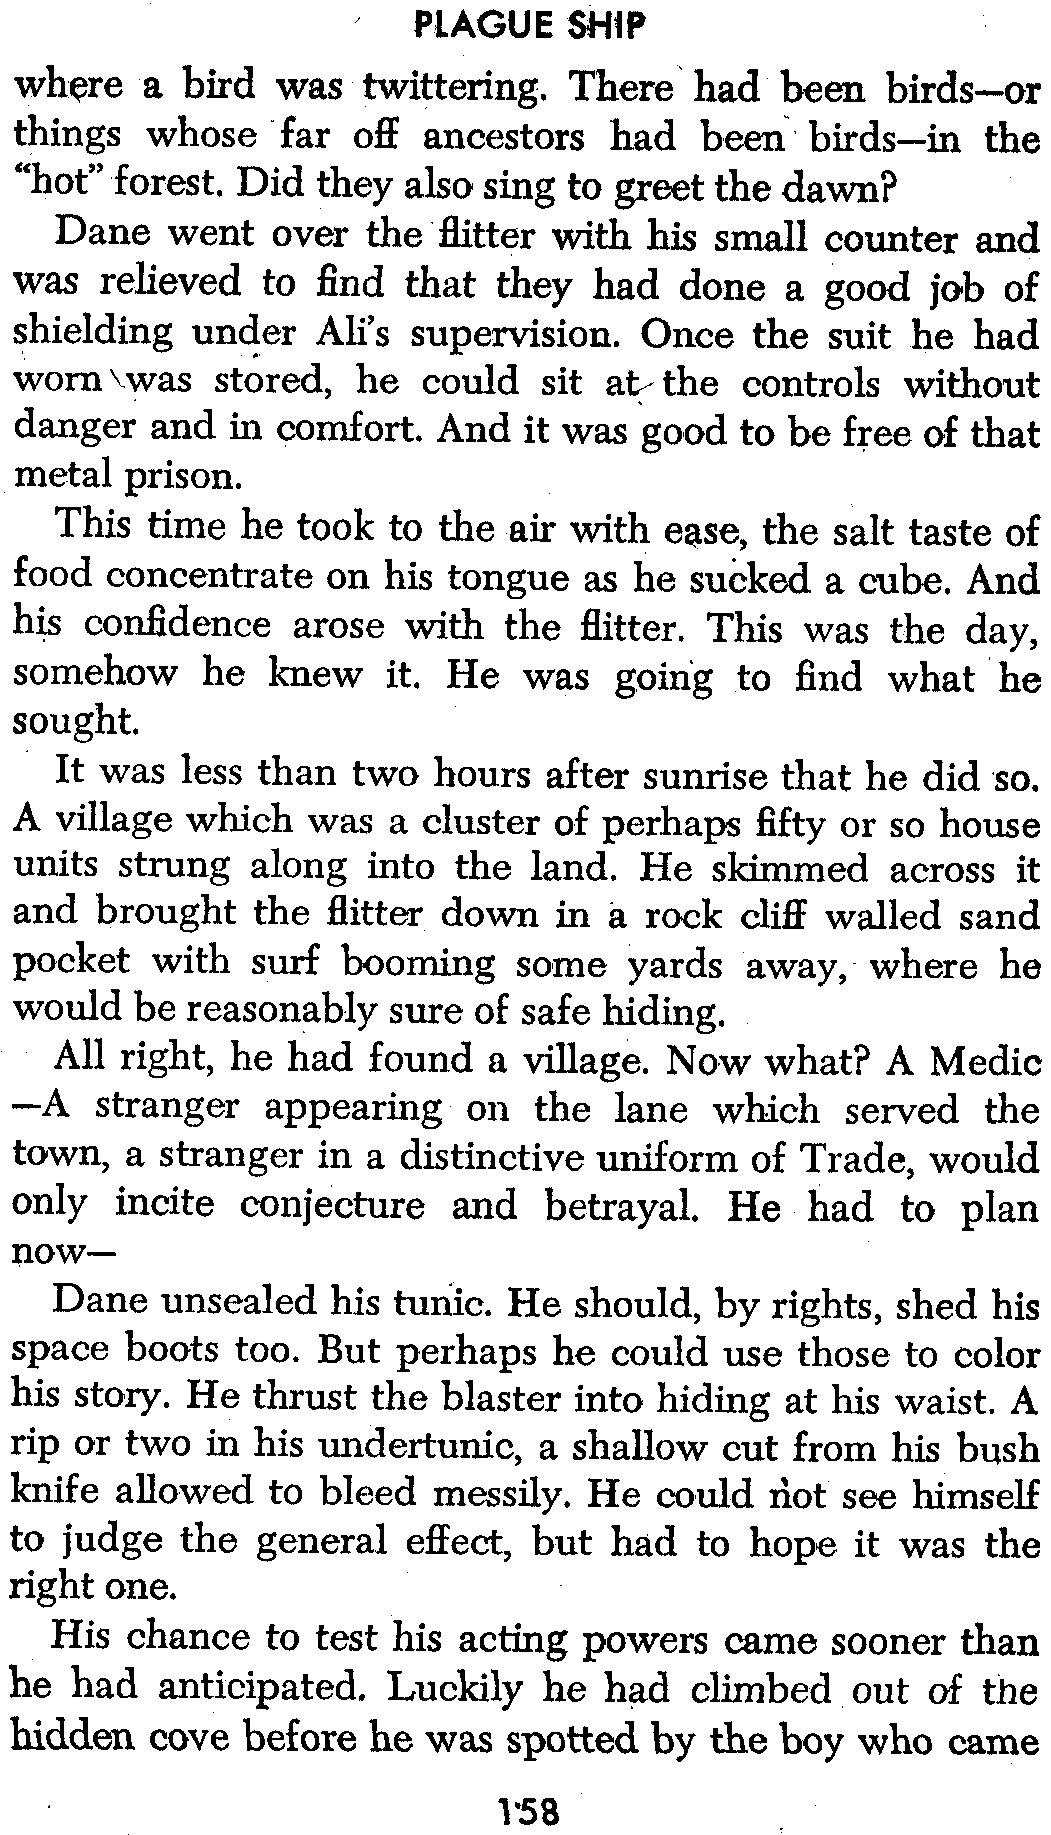 PLAGUE SHIP
where a bird was twittering. There had been birds—or
things whose far off ancestors had been birds—in the
“hot” forest. Did they also sing to greet the dawn?
Dane went over the flitter with his small counter and
was relieved to find that they had done a good job of
shielding under Ali’s supervision. Once the suit he had
worn was stored, he could sit at the controls without
danger and in comfort. And it was good to be free of that
metal prison.
This time he took to the air with ease, the salt taste of
food concentrate on his tongue as he sucked a cube. And
his confidence arose with the flitter. This was the day,
somehow he knew it. He was going to find what he
sought.
It was less than two hours after sunrise that he did so.
A village which was a cluster of perhaps fifty or so house
units strung along into the land. He skimmed across it
and brought the flitter down in a rock cliff walled sand
pocket with surf booming some yards away, where he
would be reasonably sure of safe hiding.
All right, he had found a village. Now what? A Medic
—A stranger appearing on the lane which served the
town, a stranger in a distinctive uniform of Trade, would
only incite conjecture and betrayal. He had to plan
now—
Dane unsealed his tunic. He should, by rights, shed his
space boots too. But perhaps he could use those to color
his story. He thrust the blaster into hiding at his waist. A
rip or two in his undertunic, a shallow cut from his bush
knife allowed to bleed messily. He could not see himself
to judge the general effect, but had to hope it was the
right one.
His chance to test his acting powers came sooner than
he had anticipated. Luckily he had climbed out of the
hidden cove before he was spotted by the boy who came
158